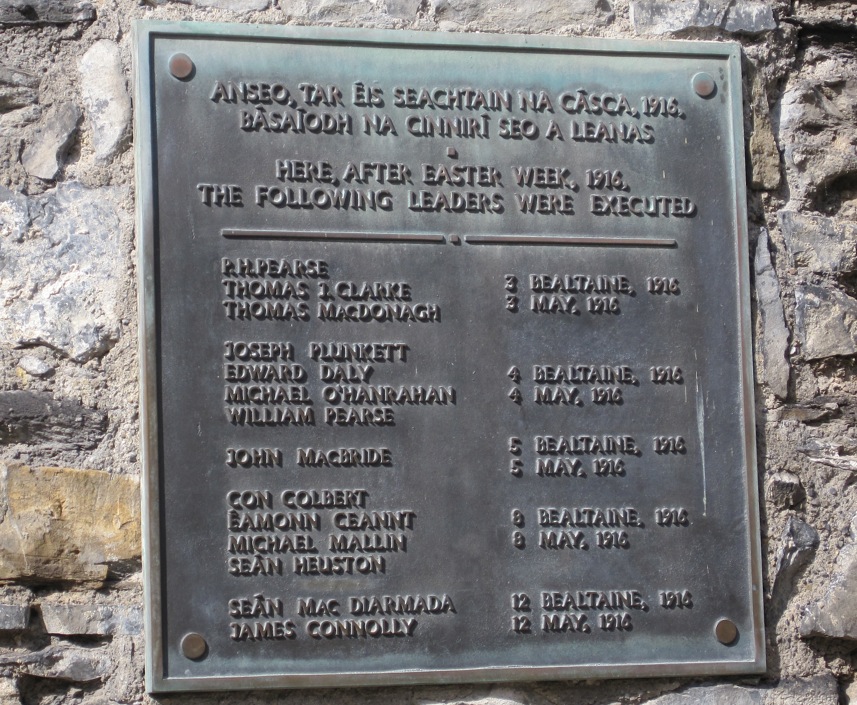 ANSEO, TAR ÉIS SEACHTAIN NA CÁSCA, 1916,
BÁSAÍODH NA CINNIRÍ SEO A LEANAS
HERE, AFTER EASTER WEEK, 1916,
THE FOLLOWING LEADERS WERE EXECUTED
P.H.PEARSE
THOMAS J.CLARKE 3 BEALTAINE, 1916
THOMAS MACDONAGH 3 MAY, 1916
JOSEPH PLUNKETT
EDWARD DALY 4 BEALTAINE, 1916
MICHAEL O'HANRAHAN 4 MAY, 1916
WILLIAM PEARSE
JOHN MACBRIDE 5 BEALTAINE, 1916
5 MAY, 1916
CON COLBERT
ÉAMONN CEANNT 8 BEALTAINE, 1916
MICHAEL MALLIN 8 MAY, 1916
SEÁN HEUSTON
SEÁN MAC DIARMADA 12 BEALTAINE, 1916
JAMES CONNOLLY 12 MAY, 1916